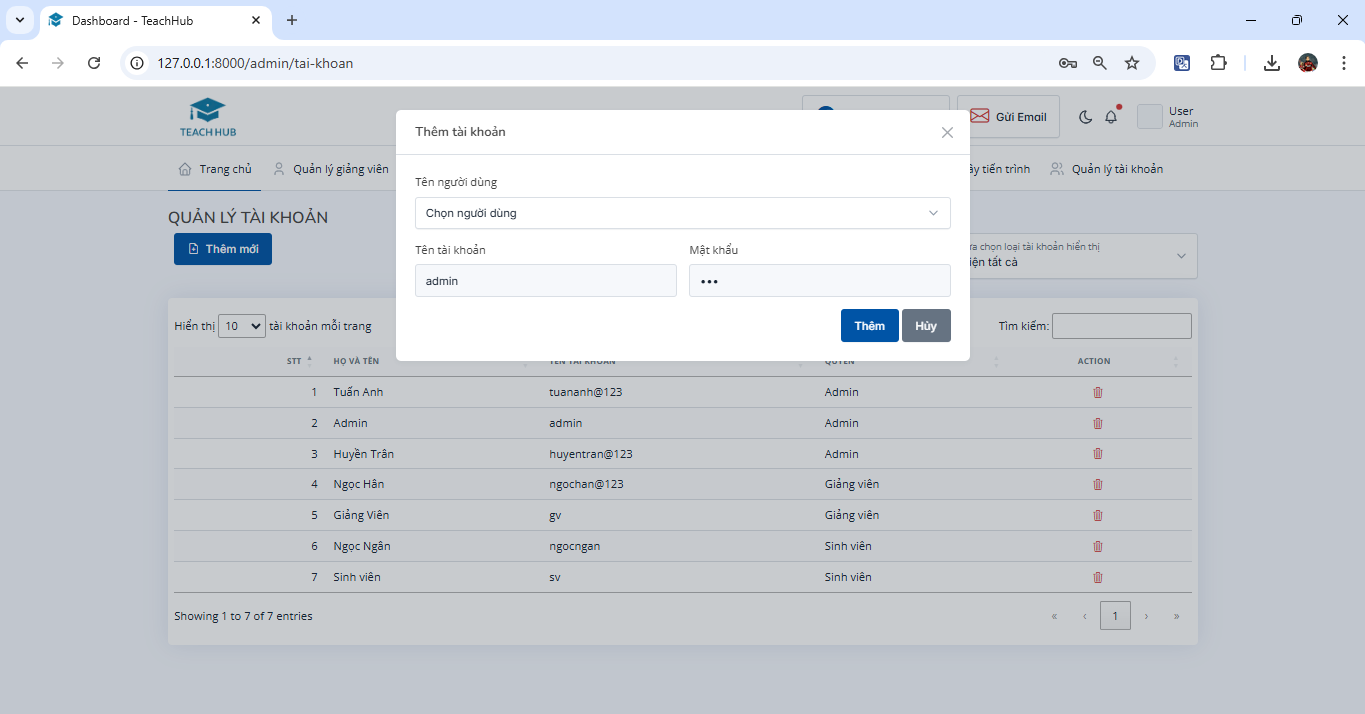 Dashboard - TeachHub
127.0.0.1:8000/admin/tai-khoan
TEACH HUB
Gửi Email
User
Admin
Trang chủ
Quản lý giảng viên
tiến trình
Quản lý tài khoản
QUẢN LÝ TÀI KHOẢN
Thêm mới
Thêm tài khoản
Tên người dùng
Chọn người dùng
Tên tài khoản
Mật khẩu
admin
•••
Thêm
Hủy
chọn loại tài khoản hiển thị
tất cả
Hiển thị 10 tài khoản mỗi trang
Tìm kiếm:
STT HỌ VÀ TÊN TÊN TÀI KHOẢN QUYỀN ACTION
1 Tuấn Anh tuananh@123 Admin
2 Admin admin Admin
3 Huyền Trân huyentran@123 Admin
4 Ngọc Hân ngochan@123 Giảng viên
5 Giảng Viên gv Giảng viên
6 Ngọc Ngân ngocngan Sinh viên
7 Sinh viên sv Sinh viên
Showing 1 to 7 of 7 entries
« ‹ 1 › »